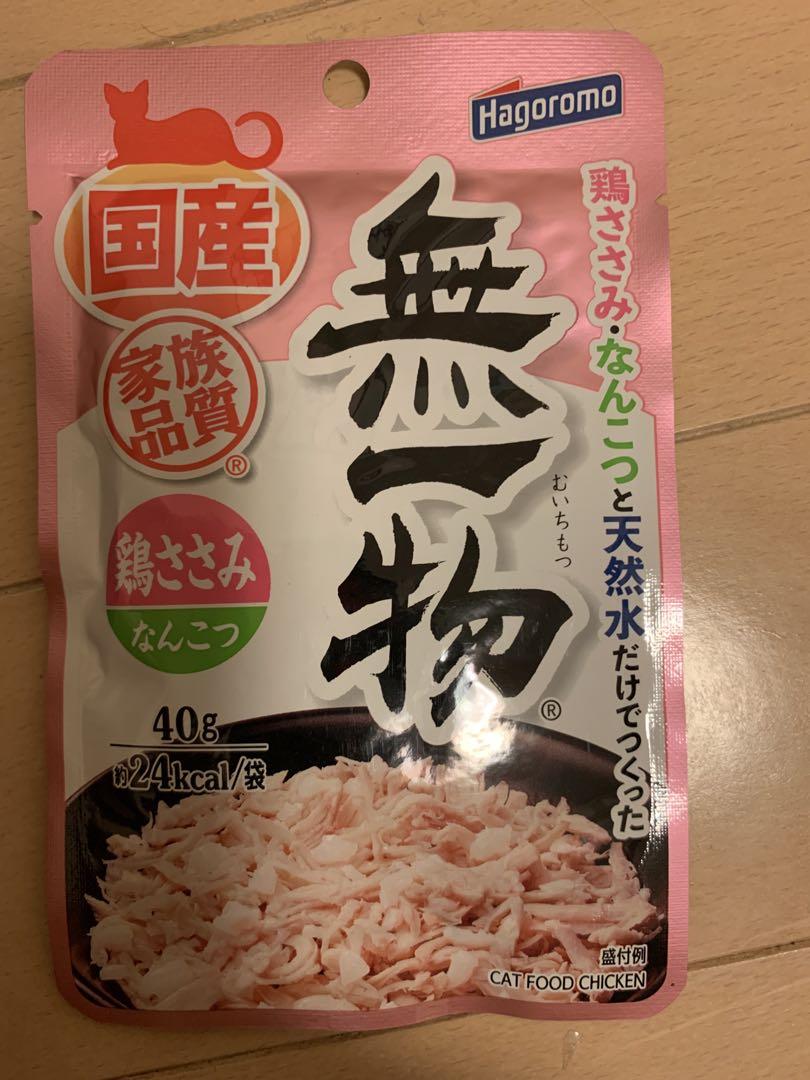 Hagoromo
国産
家族
品質
®
無一物
むいちもつ
®
鶏ささみ・なんこつと天然水だけでつくった
鶏ささみ
なんこつ
40g
約24kcal/袋
盛付例
CAT FOOD CHICKEN